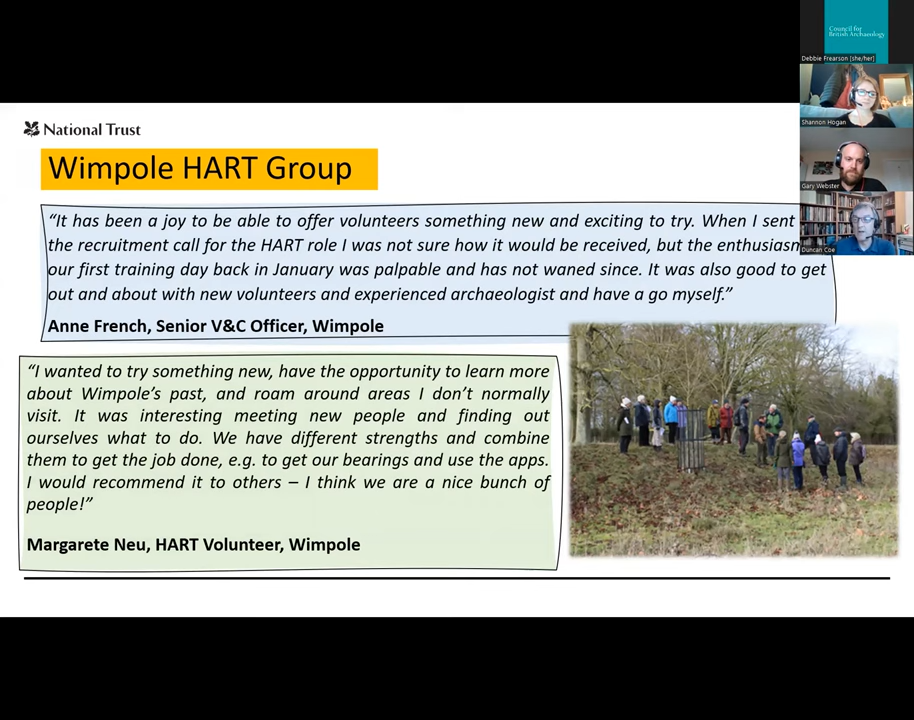 Council for
British Archaeology
Debbie Frearson [she/her]
Shannon Hogan
Gary Webster
Duncan Coe
National Trust
Wimpole HART Group
“It has been a joy to be able to offer volunteers something new and exciting to try. When I sent
the recruitment call for the HART role I was not sure how it would be received, but the enthusiasm
our first training day back in January was palpable and has not waned since. It was also good to get
out and about with new volunteers and experienced archaeologist and have a go myself.”
Anne French, Senior V&C Officer, Wimpole
“I wanted to try something new, have the opportunity to learn more
about Wimpole’s past, and roam around areas I don’t normally
visit. It was interesting meeting new people and finding out
ourselves what to do. We have different strengths and combine
them to get the job done, e.g. to get our bearings and use the apps.
I would recommend it to others – I think we are a nice bunch of
people!”
Margarete Neu, HART Volunteer, Wimpole